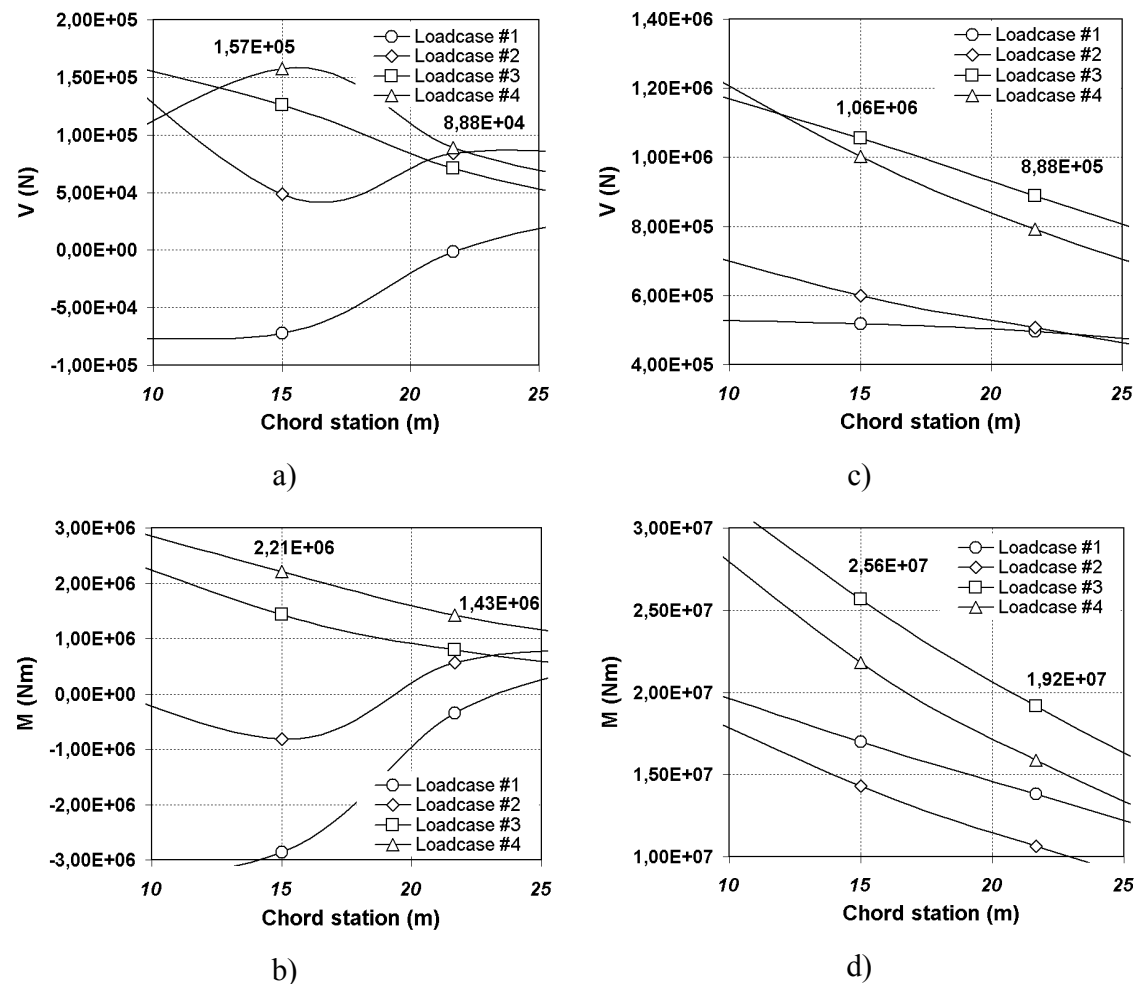 2,00E+05
1,50E+05
1,00E+05
5,00E+04
0,00E+00
-5,00E+04
-1,00E+05
V (N)
1,57E+05
8,88E+04
Loadcase #1
Loadcase #2
Loadcase #3
Loadcase #4
10 15 20 25
Chord station (m)
a)
1,40E+06
1,20E+06
1,00E+06
8,00E+05
6,00E+05
4,00E+05
V (N)
1,06E+06
8,88E+05
Loadcase #1
Loadcase #2
Loadcase #3
Loadcase #4
10 15 20 25
Chord station (m)
c)
3,00E+06
2,00E+06
1,00E+06
0,00E+00
-1,00E+06
-2,00E+06
-3,00E+06
M (Nm)
2,21E+06
1,43E+06
Loadcase #1
Loadcase #2
Loadcase #3
Loadcase #4
10 15 20 25
Chord station (m)
b)
3,00E+07
2,50E+07
2,00E+07
1,50E+07
1,00E+07
M (Nm)
2,56E+07
1,92E+07
Loadcase #1
Loadcase #2
Loadcase #3
Loadcase #4
10 15 20 25
Chord station (m)
d)